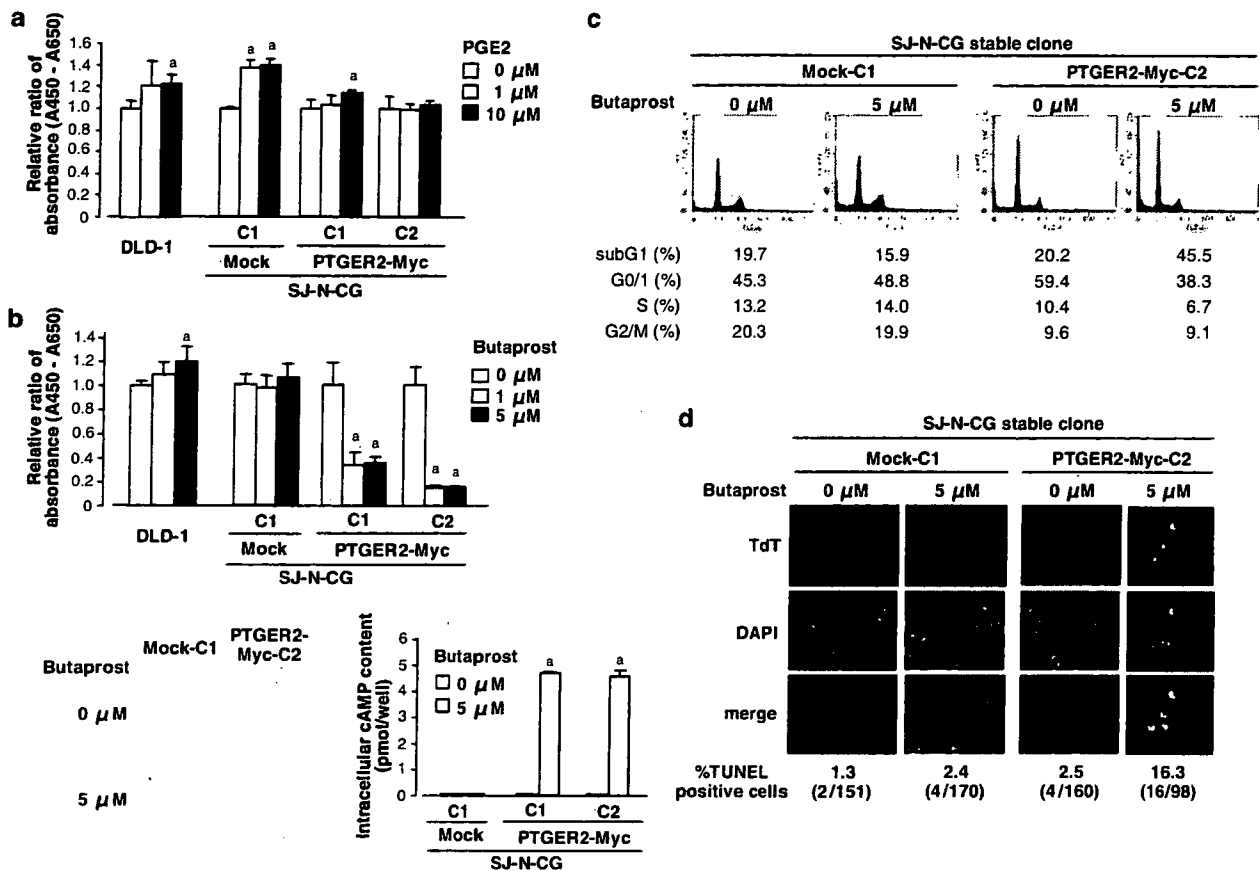 a
Relative ratio of
absorbance (A450 - A650)
1.6
1.4
1.2
1.0
0.8
0.6
0.4
0.2
0
a
a a
a
PGE2
0 µM
1 µM
10 µM
DLD-1
C1 C1 C2
Mock PTGER2-Myc
SJ-N-CG
b
Relative ratio of
absorbance (A450 - A650)
1.4
1.2
1.0
0.8
0.6
0.4
0.2
0
a
a a
a a
Butaprost
0 µM
1 µM
5 µM
DLD-1
C1 C1 C2
Mock PTGER2-Myc
SJ-N-CG
Mock-C1 PTGER2-
Myc-C2
Butaprost
0 µM
5 µM
Intracellular cAMP content
(pmot/well)
6
5
4
3
2
1
0
Butaprost
0 µM
5 µM
a a
C1 C1 C2
Mock PTGER2-Myc
SJ-N-CG
c
SJ-N-CG stable clone
Mock-C1 PTGER2-Myc-C2
Butaprost 0 µM 5 µM 0 µM 5 µM
subG1 (%) 19.7 15.9 20.2 45.5
G0/1 (%) 45.3 48.8 59.4 38.3
S (%) 13.2 14.0 10.4 6.7
G2/M (%) 20.3 19.9 9.6 9.1
d
SJ-N-CG stable clone
Mock-C1 PTGER2-Myc-C2
Butaprost 0 µM 5 µM 0 µM 5 µM
TdT
DAPI
merge
%TUNEL 1.3 2.4 2.5 16.3
positive cells (2/151) (4/170) (4/160) (16/98)